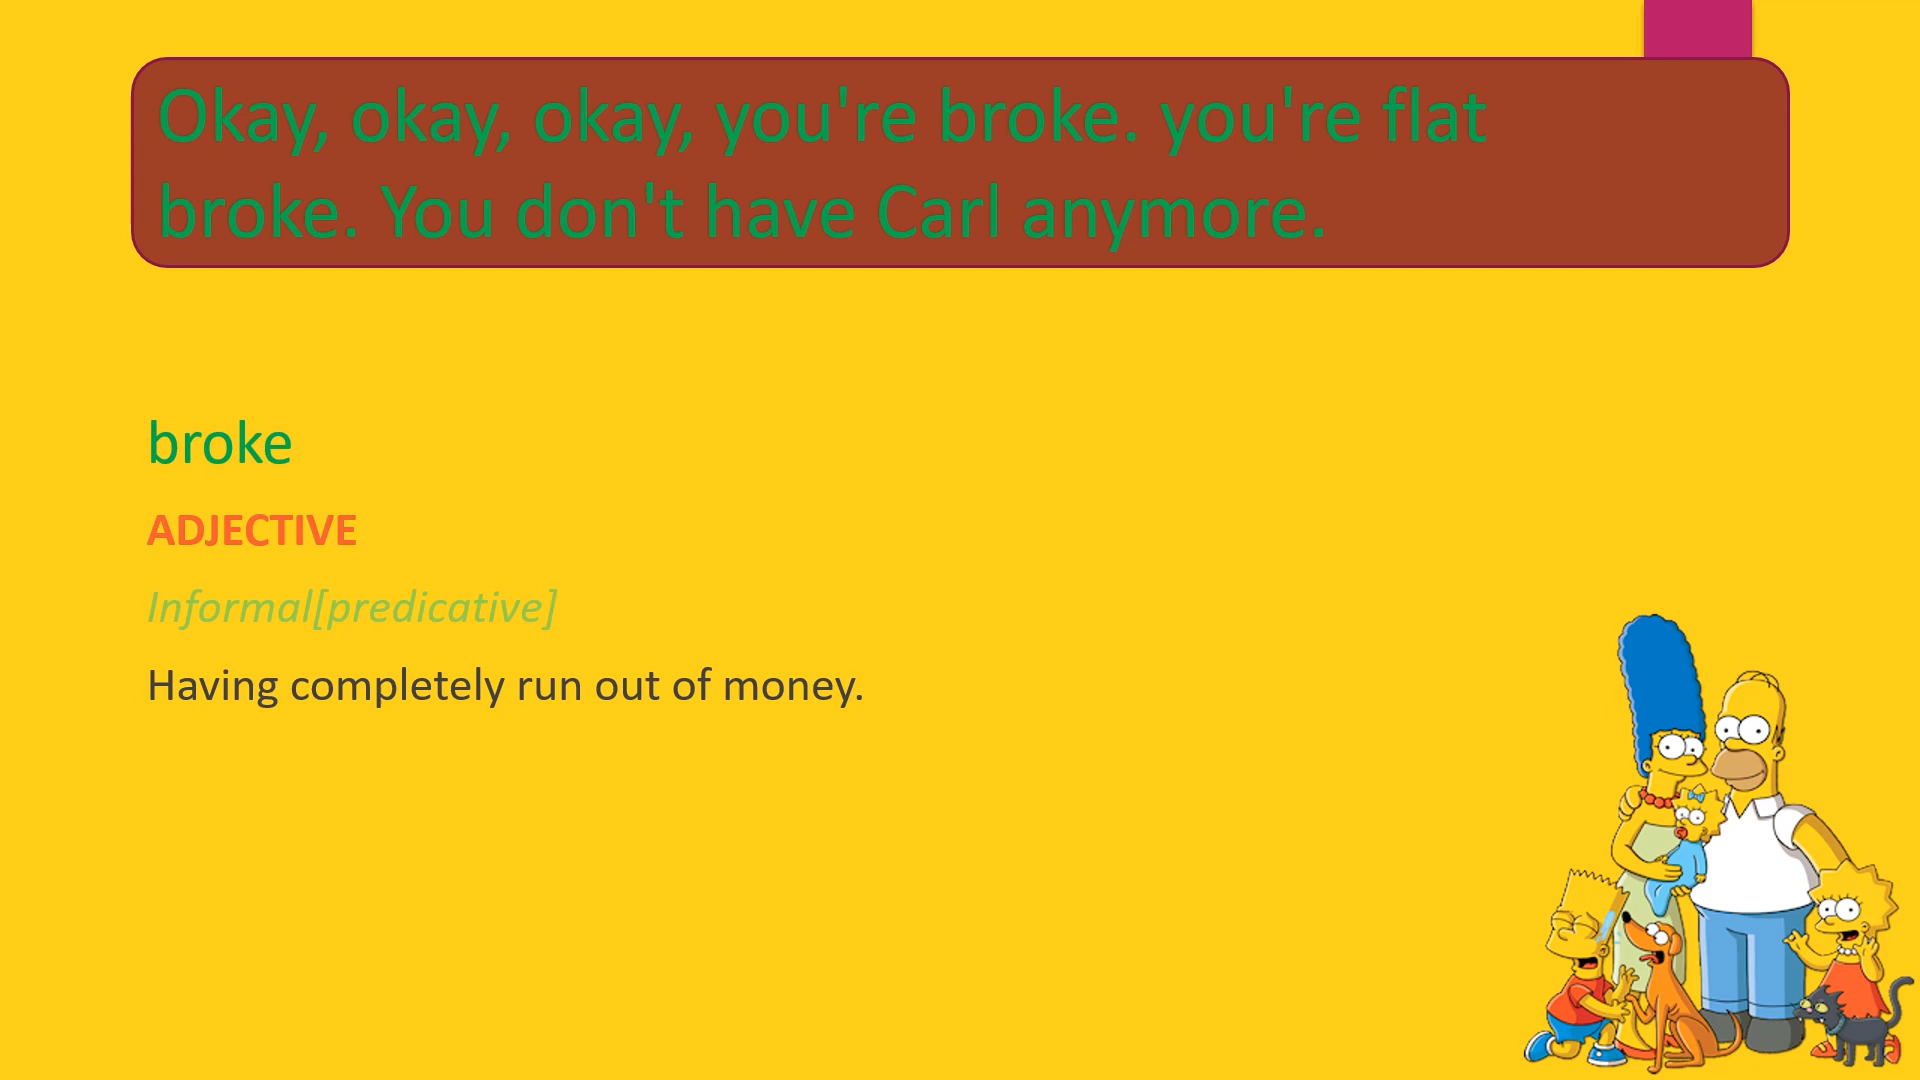 Okay, okay, okay, you're broke. you're flat
broke. You don't have Carl anymore.
broke
ADJECTIVE
Informal[predicative]
Having completely run out of money.